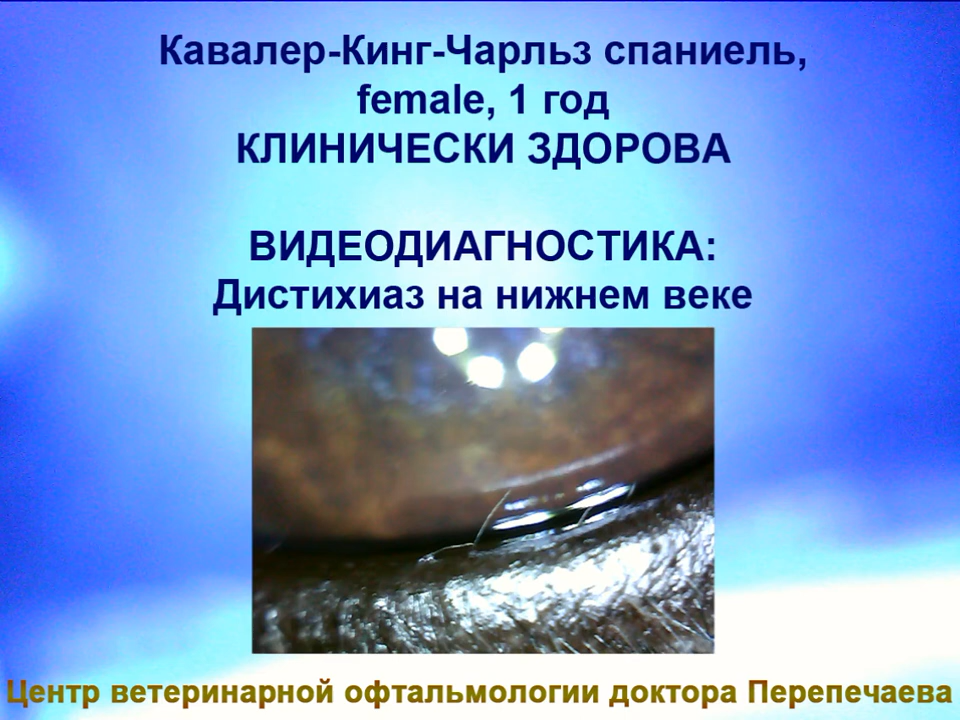 Кавалер-Кинг-Чарльз спаниель,
female, 1 год
КЛИНИЧЕСКИ ЗДОРОВА
ВИДЕОДИАГНОСТИКА:
Дистихиаз на нижнем веке
Центр ветеринарной офтальмологии доктора Перепечаева